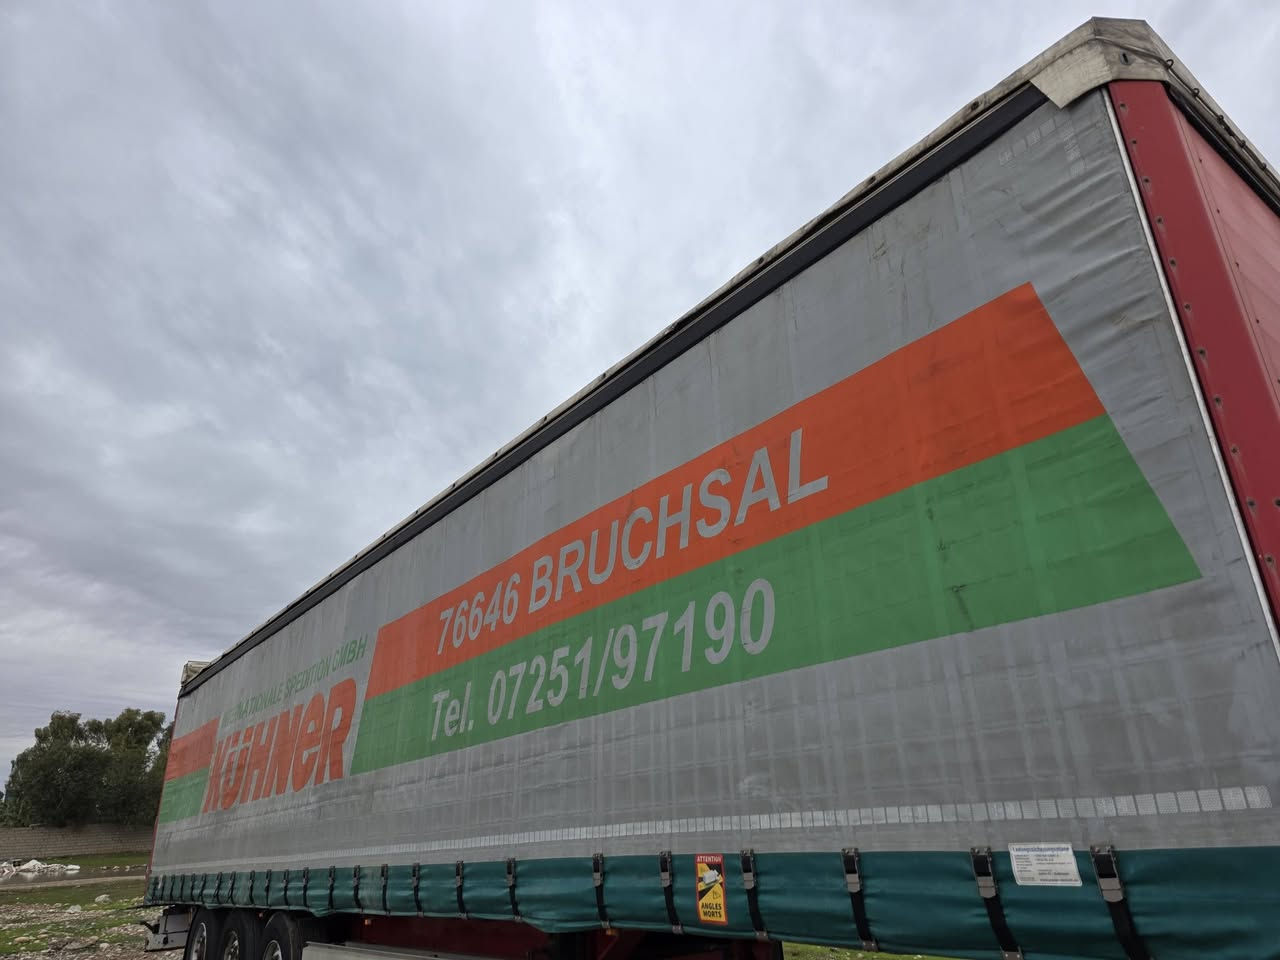 INTERNATIONALE SPEDITION GMBH
KÜHNER
76646 BRUCHSAL
Tel. 07251/97190
ATTENTION
ANGLES
MORTS